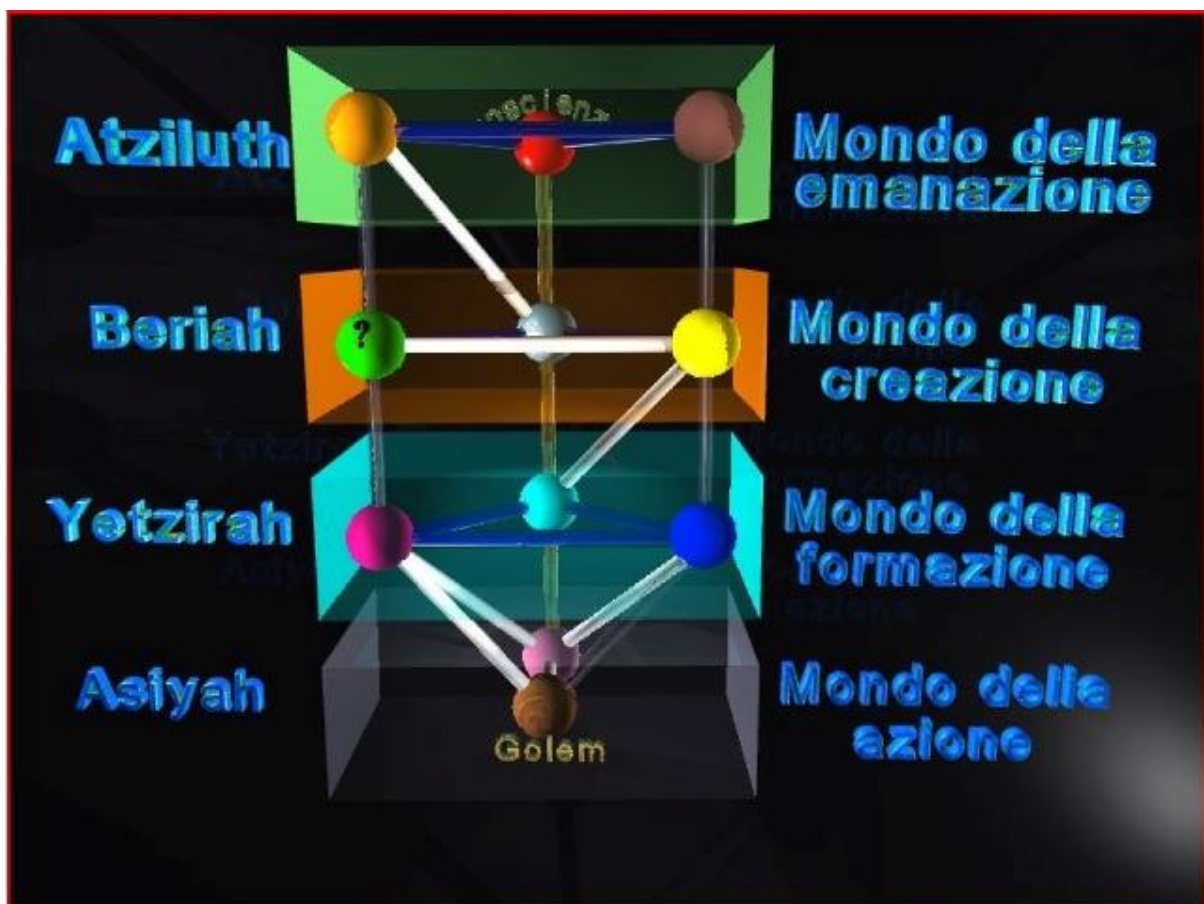 Atziluth
Mondo della
emanazione
Beriah
?
Mondo della
creazione
Yetzirah
Mondo della
formazione
Asiyah
Mondo della
azione
Golem